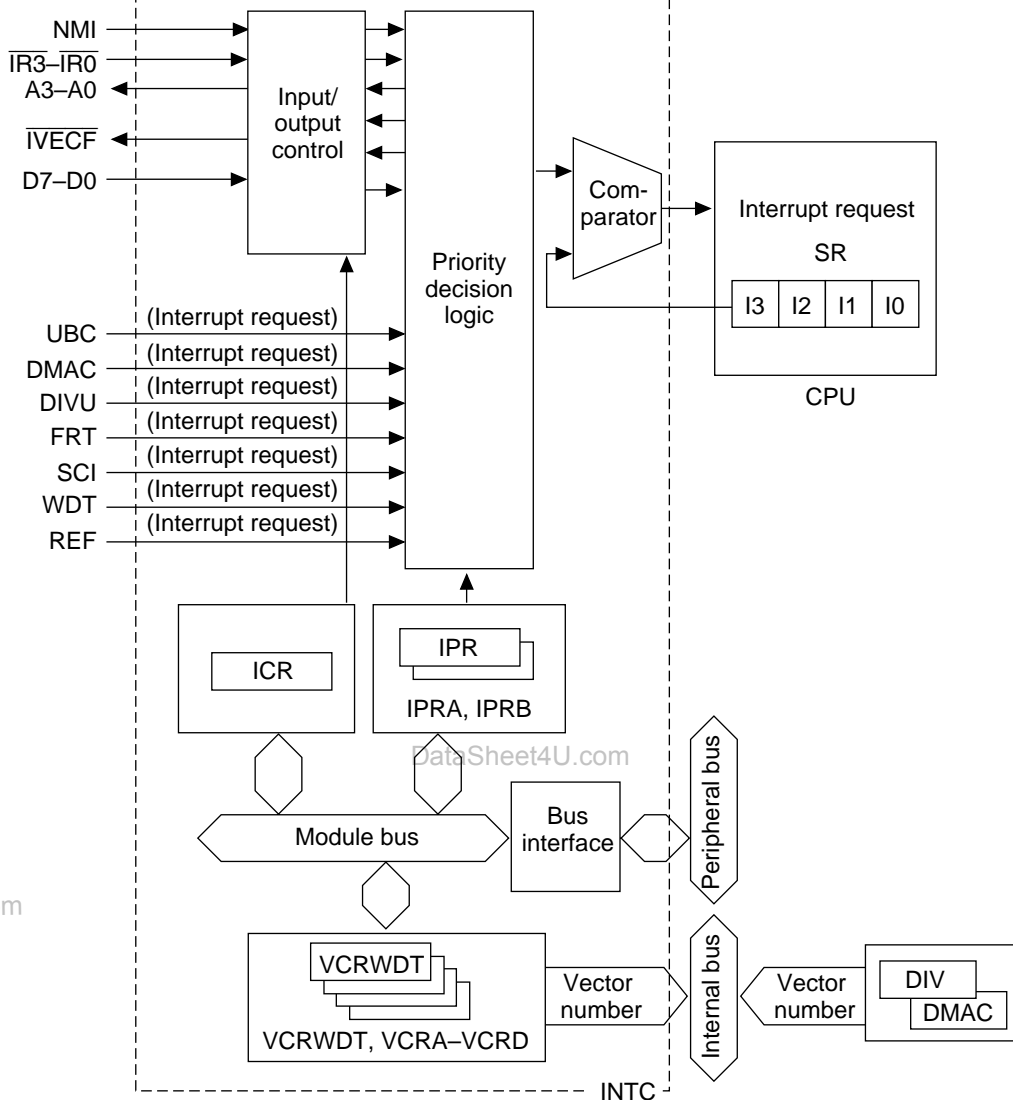 NMI
IR3–IR0
A3–A0
IVECF
D7–D0
Input/
output
control
Com-
parator
Interrupt request
SR
I3 I2 I1 I0
CPU
Priority
decision
logic
UBC
(Interrupt request)
DMAC
(Interrupt request)
DIVU
(Interrupt request)
FRT
(Interrupt request)
SCI
(Interrupt request)
WDT
(Interrupt request)
REF
(Interrupt request)
ICR
IPR
IPRA, IPRB
DataSheet4U.com
Module bus
Bus
interface
Peripheral bus
m
VCRWDT
VCRWDT, VCRA–VCRD
Vector
number
Internal bus
Vector
number
DIV
DMAC
INTC